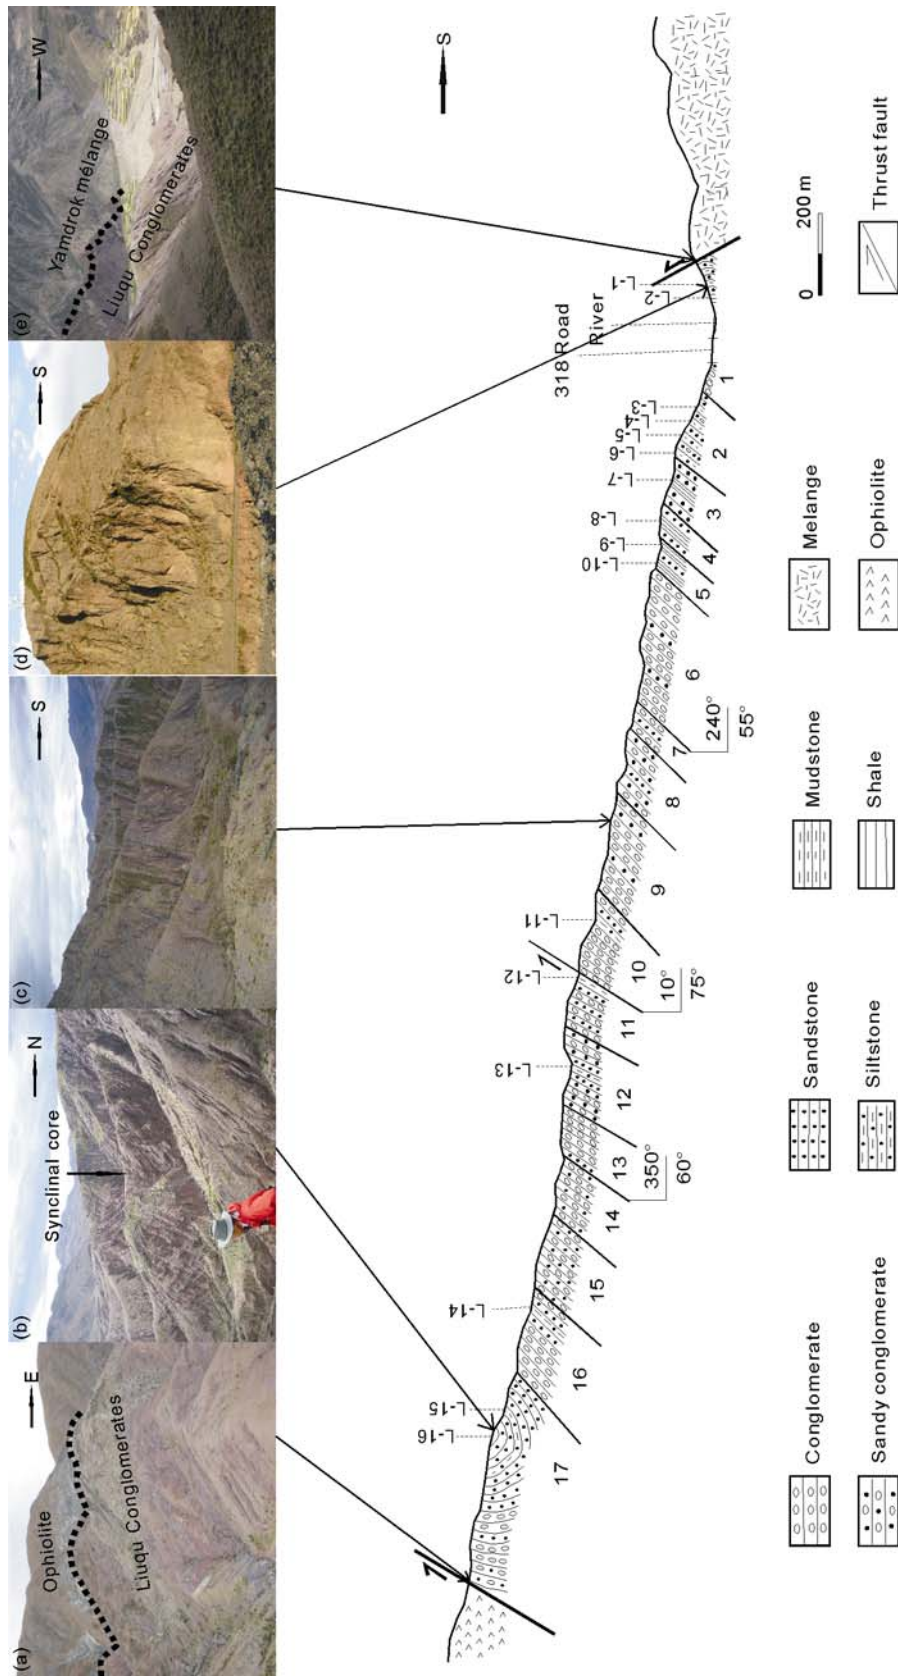 (a)
E
Ophiolite
Liuqu Conglomerates
(b)
N
Synclinal core
(c)
S
(d)
S
(e)
W
Yamdrok mélange
Liuqu Conglomerates
S
L-16
L-15
L-14
L-13
L-12
L-11
L-10
L-9
L-8
L-7
L-6
L-5
L-4
L-3
318 Road
River
L-2
L-1
17
16
15
14
13
12
11
10
9
8
7
6
5
4
3
2
1
350°
60°
10°
75°
240°
55°
0 200 m
Conglomerate
Sandstone
Mudstone
Melange
Sandy conglomerate
Siltstone
Shale
Ophiolite
Thrust fault